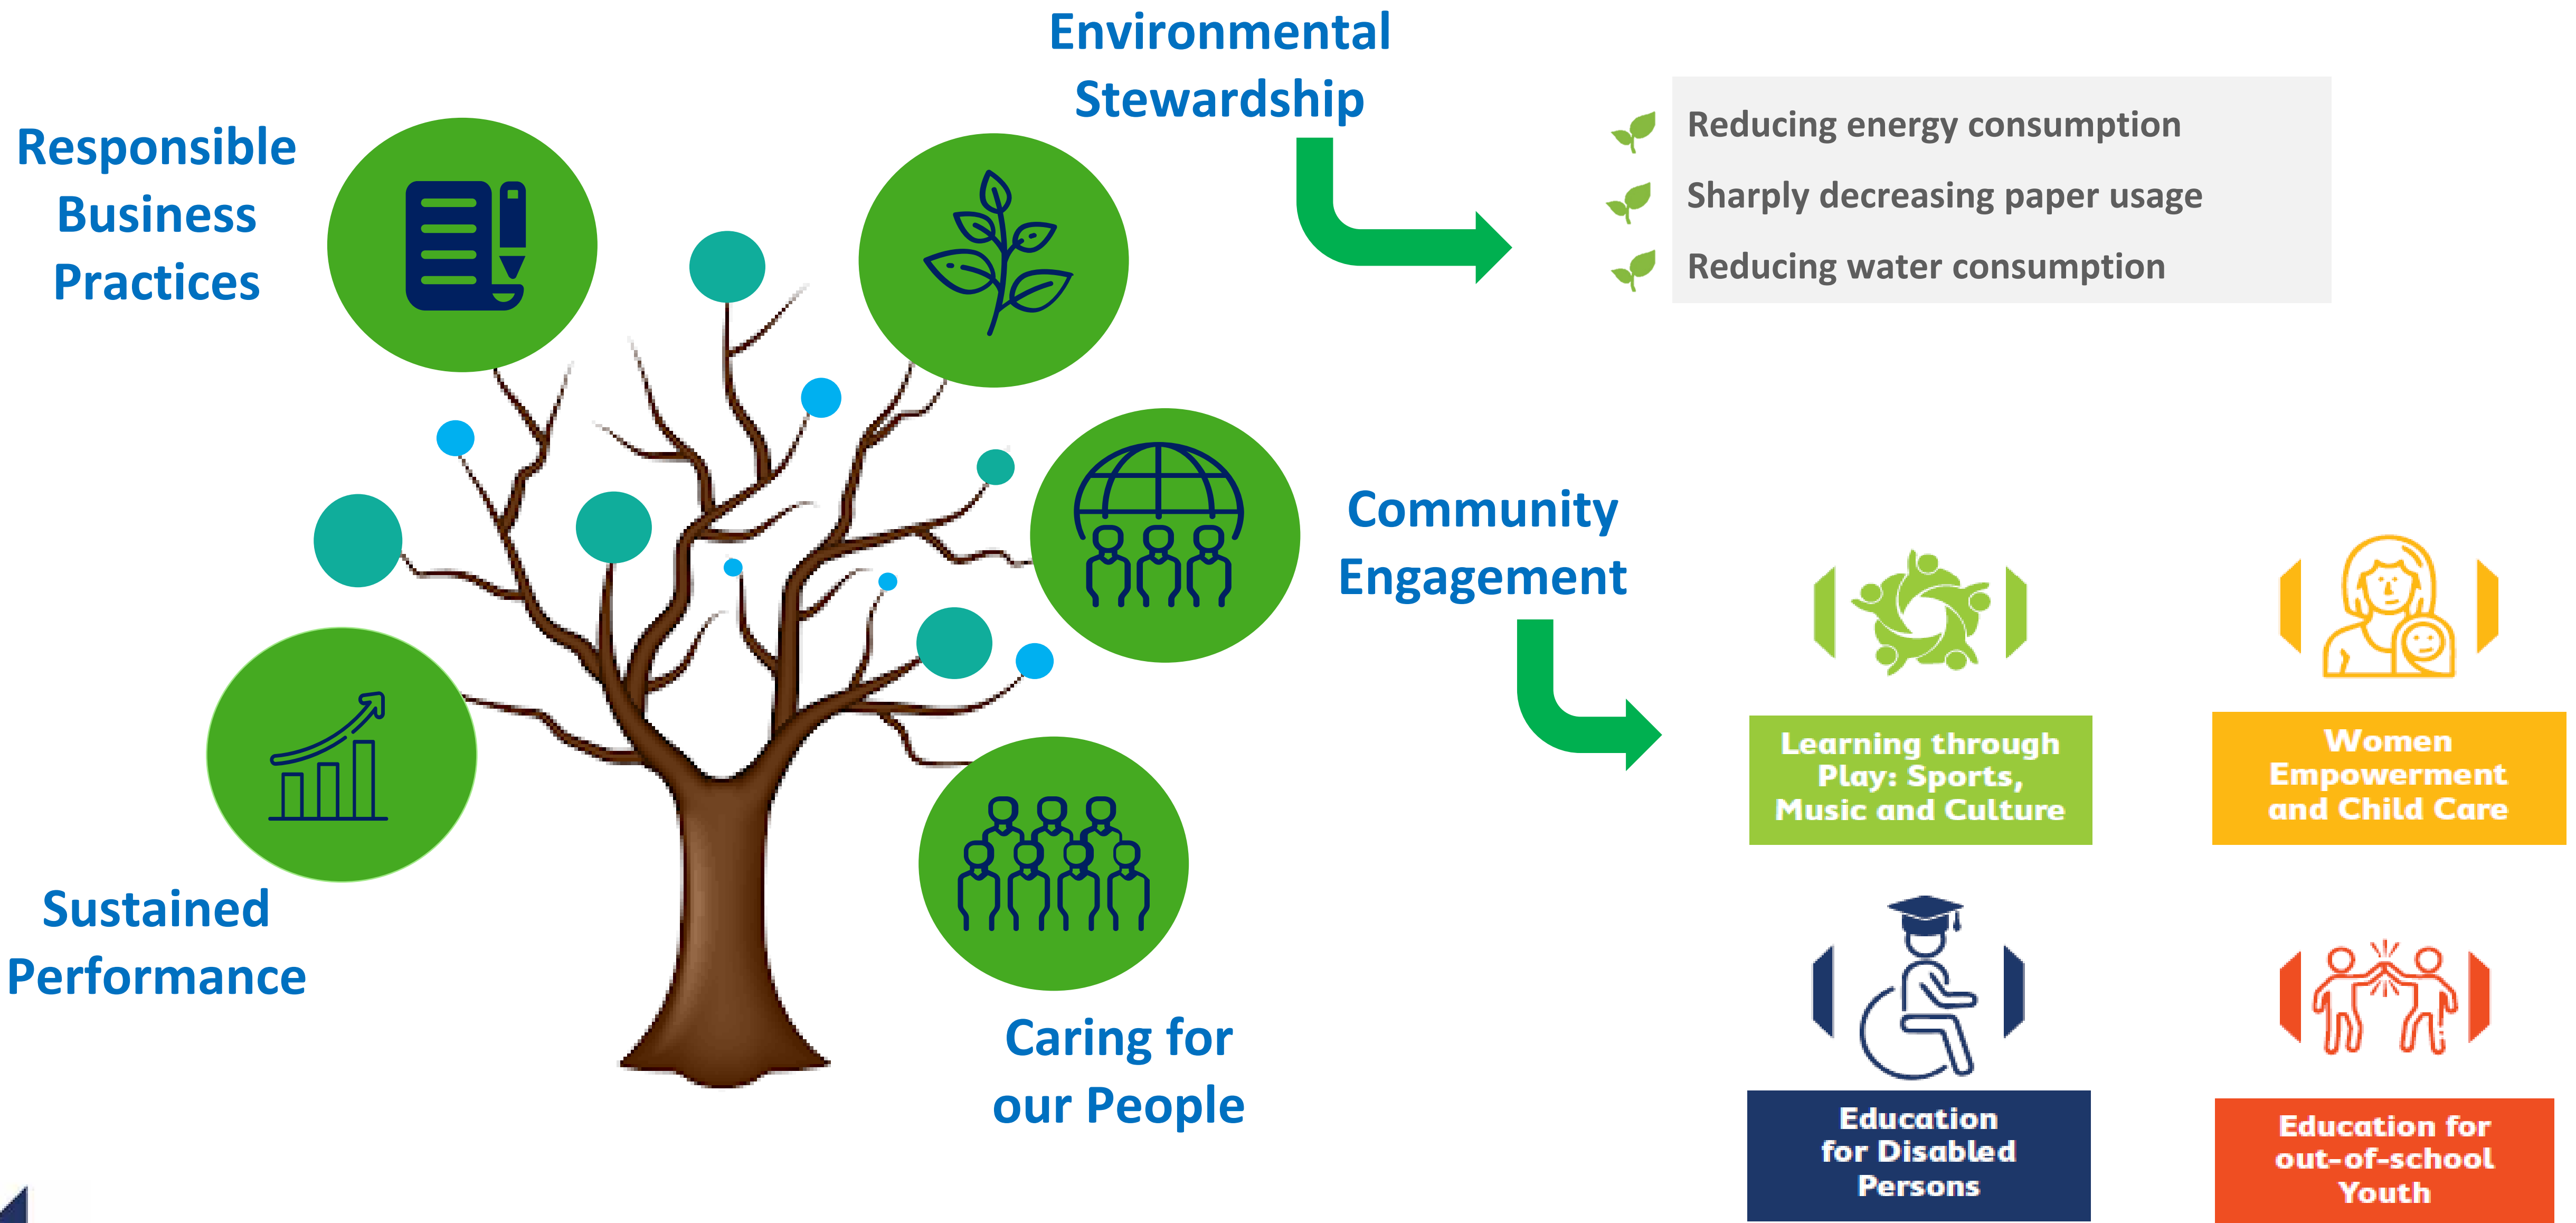 Environmental
Stewardship
Responsible
Business
Practices
Reducing energy consumption
Sharply decreasing paper usage
Reducing water consumption
Community
Engagement
Learning through
Play: Sports,
Music and Culture
Women
Empowerment
and Child Care
Sustained
Performance
Caring for
our People
Education
for Disabled
Persons
Education for
out-of-school
Youth